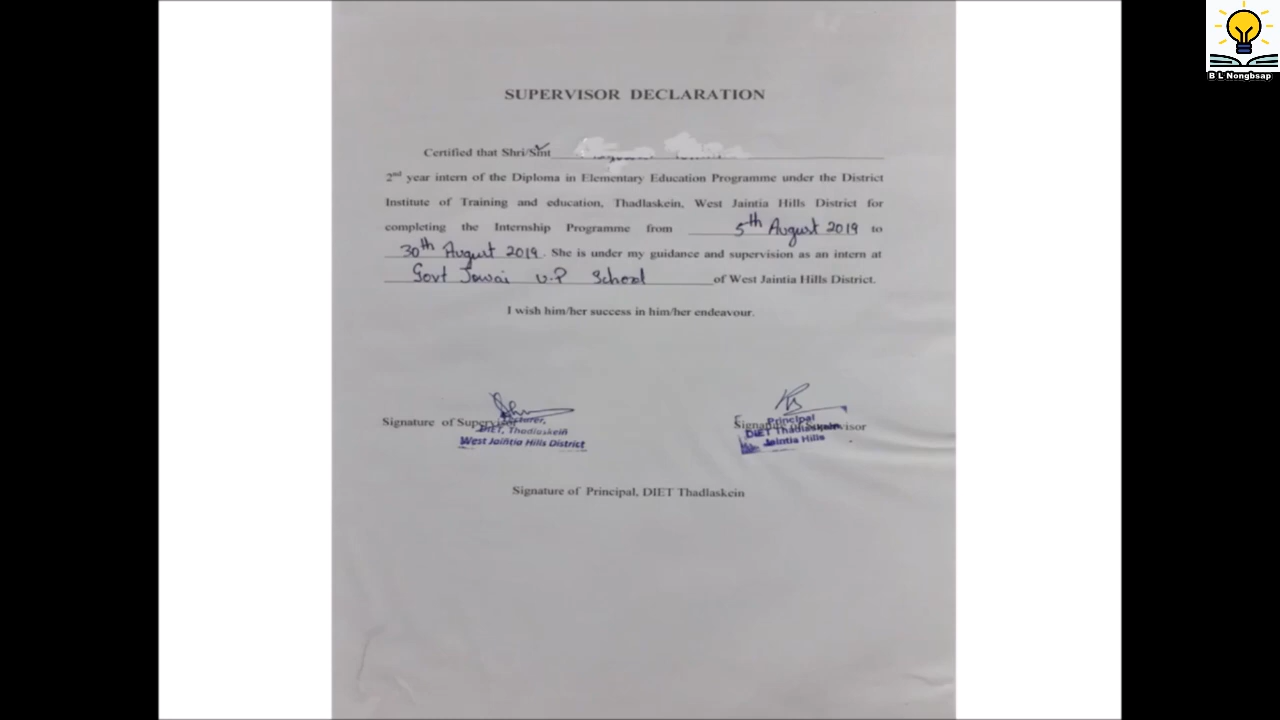 SUPERVISOR DECLARATION
Certified that Shri/Smt
2nd year intern of the Diploma in Elementary Education Programme under the District
Institute of Training and education, Thadlaskein, West Jaintia Hills District for
completing the Internship Programme from 5th August 2019 to
30th August 2019. She is under my guidance and supervision as an intern at
Govt Jowai U.P School of West Jaintia Hills District.
I wish him/her success in him/her endeavour.
Signature of Supervisor
Lecturer,
DIET, Thadlaskein
West Jaintia Hills District
Signature of Supervisor
Principal
DIET Thadlaskein
Jaintia Hills
Signature of Principal, DIET Thadlaskein
B L Nongbsap